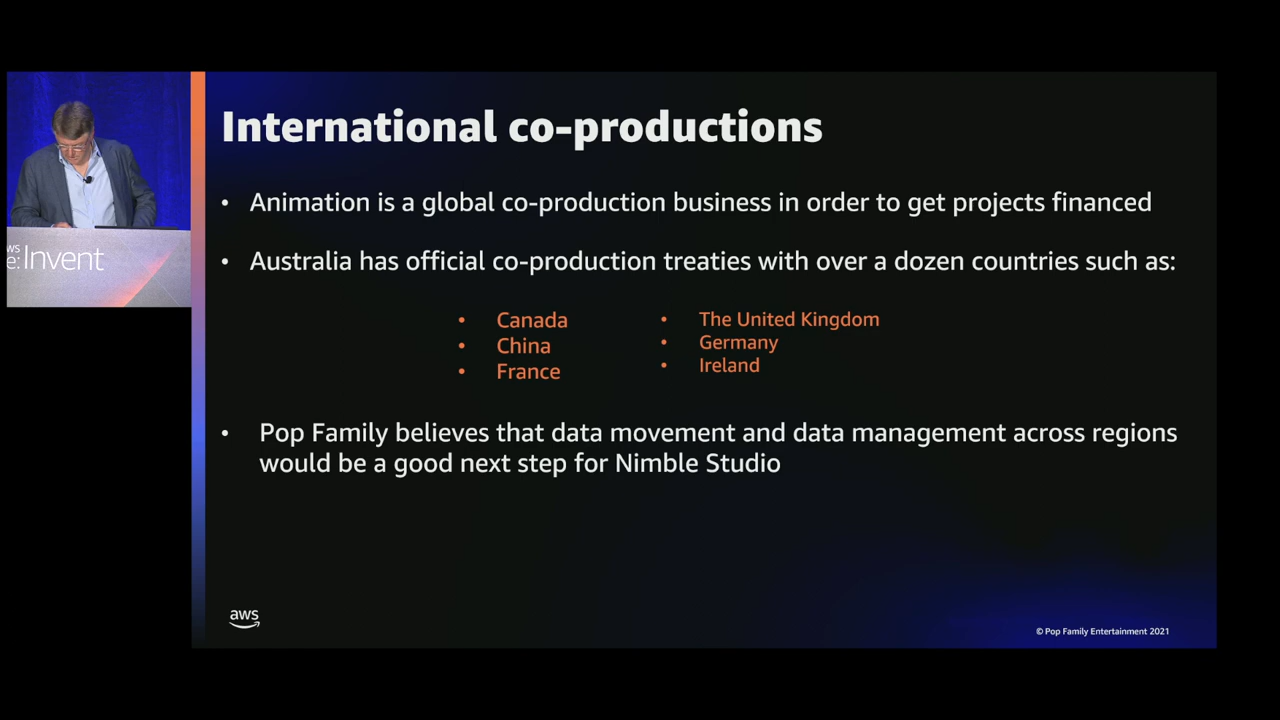 International co-productions
• Animation is a global co-production business in order to get projects financed
• Australia has official co-production treaties with over a dozen countries such as:
• Canada
• China
• France
• The United Kingdom
• Germany
• Ireland
• Pop Family believes that data movement and data management across regions
would be a good next step for Nimble Studio
ws
e:Invent
aws
© Pop Family Entertainment 2021